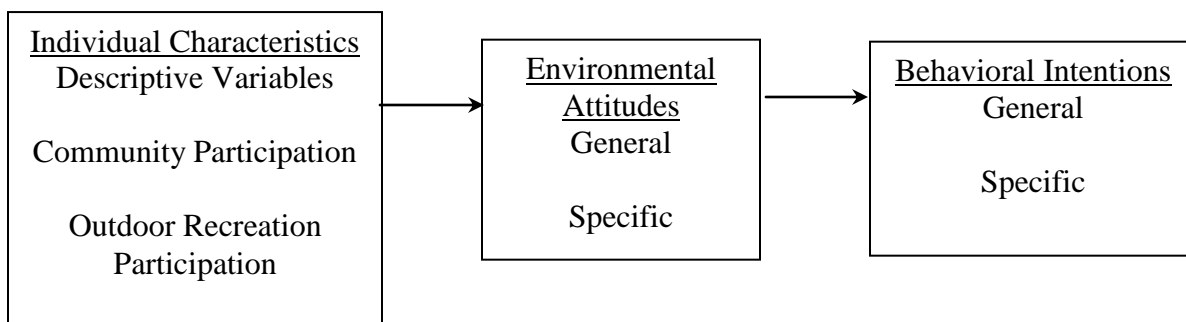 Individual Characteristics
Descriptive Variables
Community Participation
Outdoor Recreation
Participation
Environmental
Attitudes
General
Specific
Behavioral Intentions
General
Specific